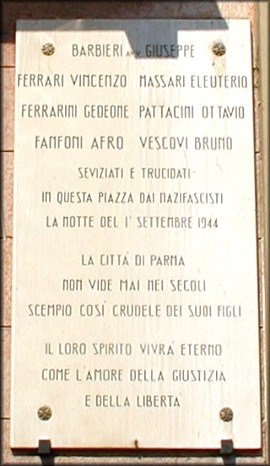 BARBIERI AVV. GIUSEPPE
FERRARI VINCENZO MASSARI ELEUTERIO
FERRARINI GEDEONE PATTACINI OTTAVIO
FANFONI AFRO VESCOVI BRUNO
SEVIZIATI E TRUCIDATI
IN QUESTA PIAZZA DAI NAZIFASCISTI
LA NOTTE DEL 1° SETTEMBRE 1944
LA CITTÀ DI PARMA
NON VIDE MAI NEI SECOLI
SCEMPIO COSÌ CRUDELE DEI SUOI FIGLI
IL LORO SPIRITO VIVRA' ETERNO
COME L'AMORE DELLA GIUSTIZIA
E DELLA LIBERTA